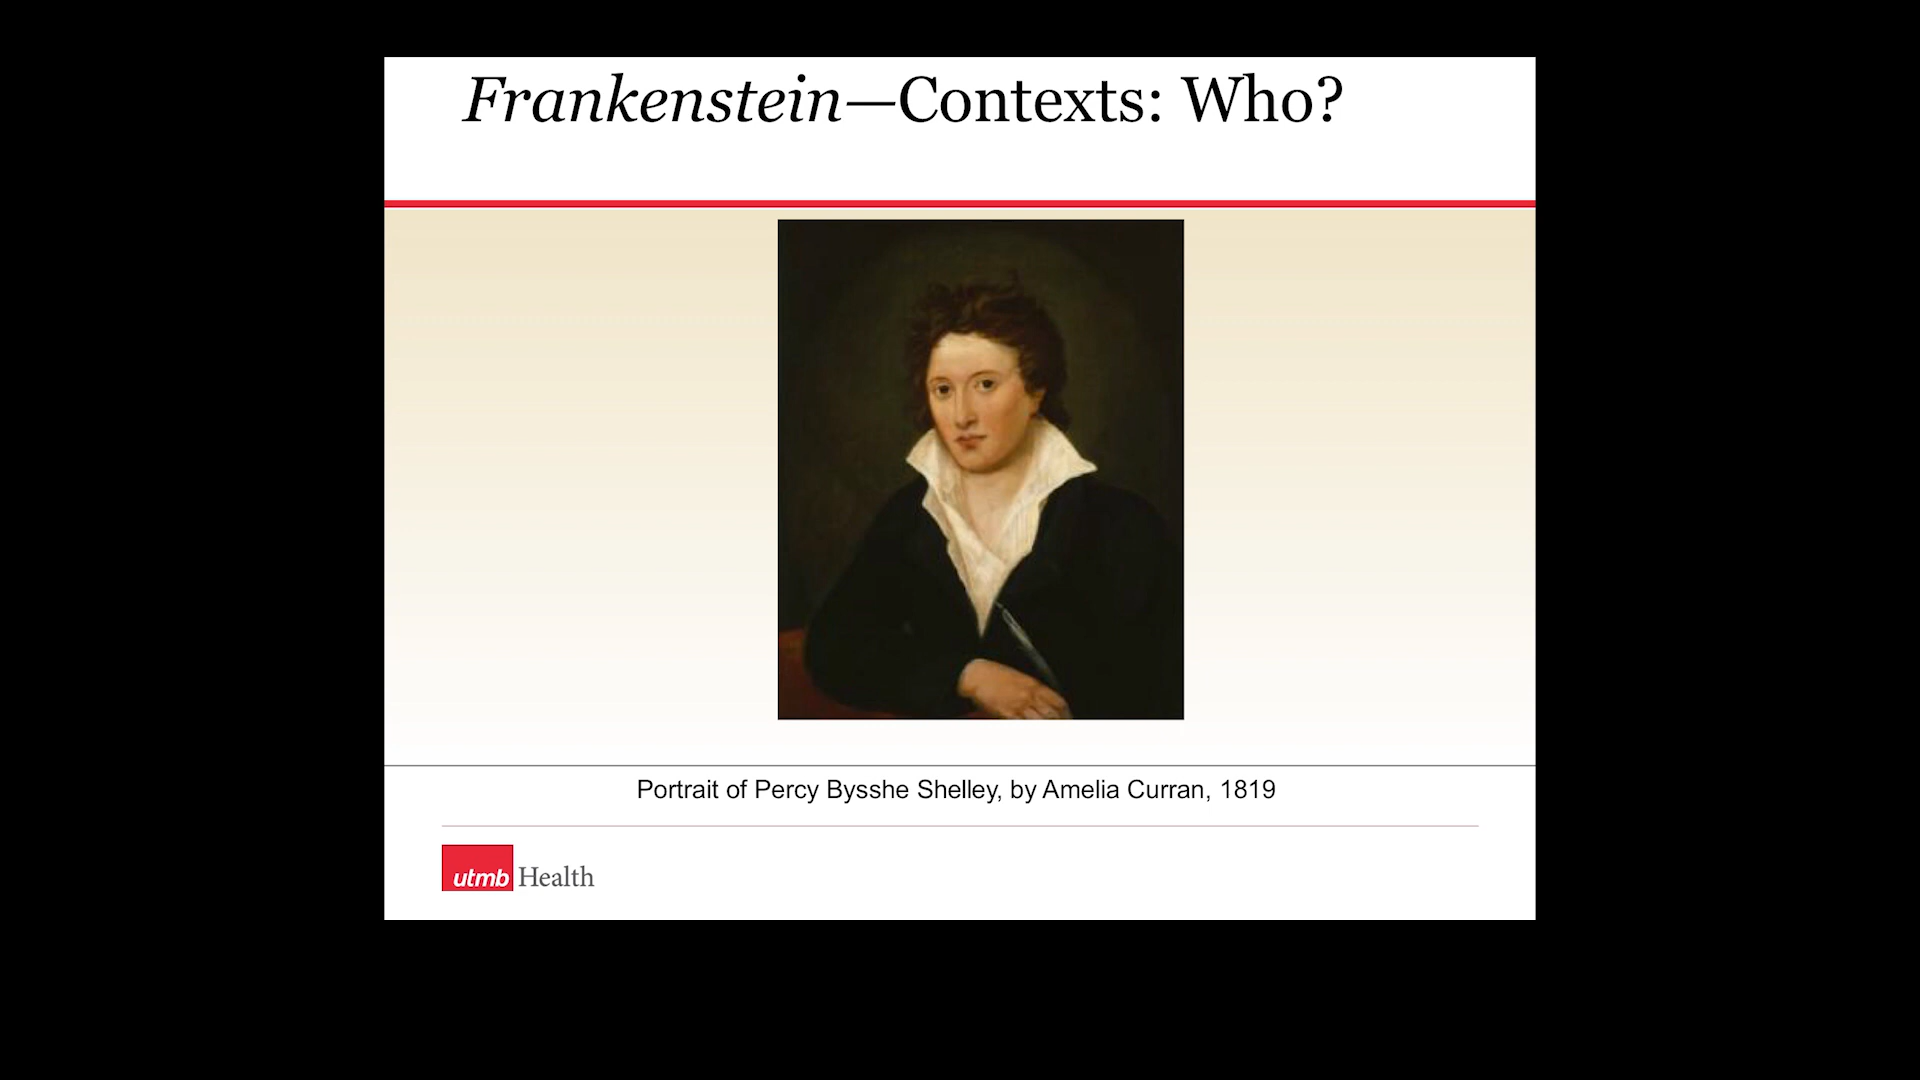 Frankenstein—Contexts: Who?
Portrait of Percy Bysshe Shelley, by Amelia Curran, 1819
utmb Health